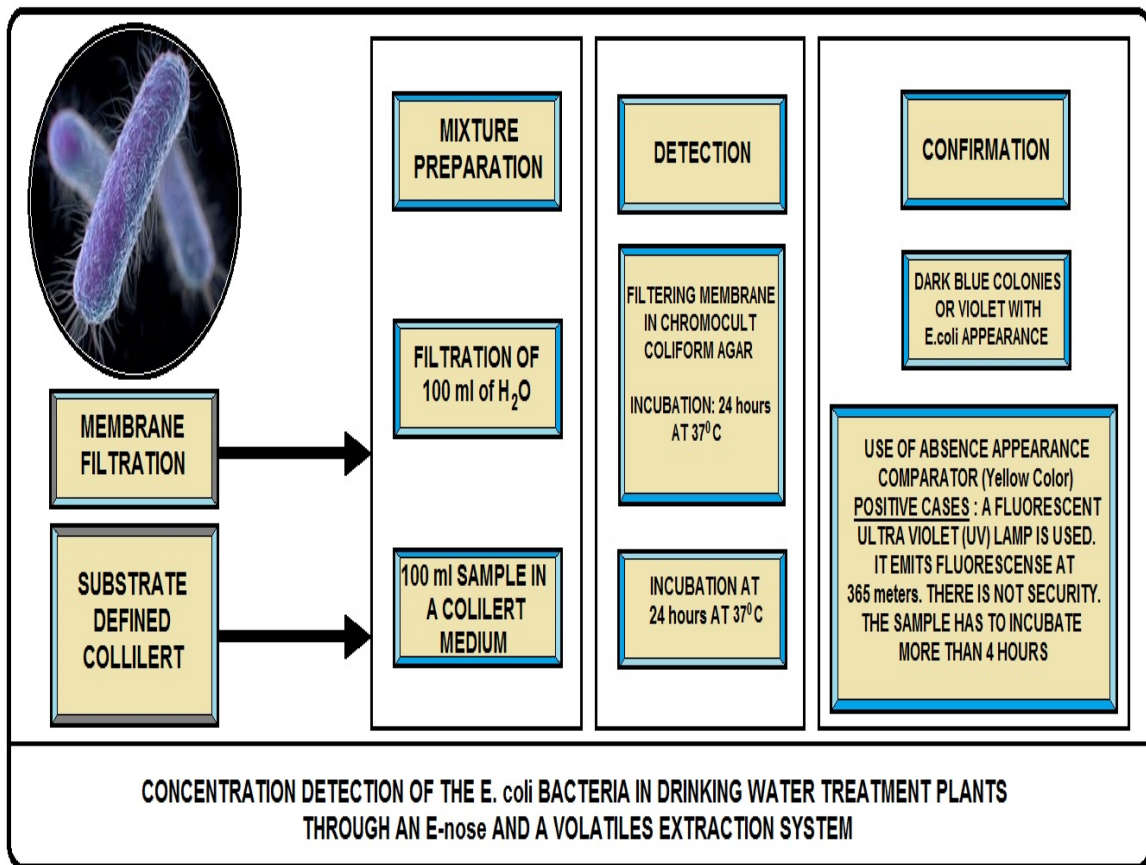 MIXTURE
PREPARATION
DETECTION
CONFIRMATION
MEMBRANE
FILTRATION
FILTRATION OF
100 ml of H₂O
FILTERING MEMBRANE
IN CHROMOCULT
COLIFORM AGAR
INCUBATION: 24 hours
AT 37⁰ C
DARK BLUE COLONIES
OR VIOLET WITH
E.coli APPEARANCE
SUBSTRATE
DEFINED
COLLILERT
100 ml SAMPLE IN
A COLILERT
MEDIUM
INCUBATION AT
24 hours AT 37⁰ C
USE OF ABSENCE APPEARANCE
COMPARATOR (Yellow Color)
POSITIVE CASES : A FLUORESCENT
ULTRA VIOLET (UV) LAMP IS USED.
IT EMITS FLUORESCENSE AT
365 meters. THERE IS NOT SECURITY.
THE SAMPLE HAS TO INCUBATE
MORE THAN 4 HOURS
CONCENTRATION DETECTION OF THE E. coli BACTERIA IN DRINKING WATER TREATMENT PLANTS
THROUGH AN E-nose AND A VOLATILES EXTRACTION SYSTEM